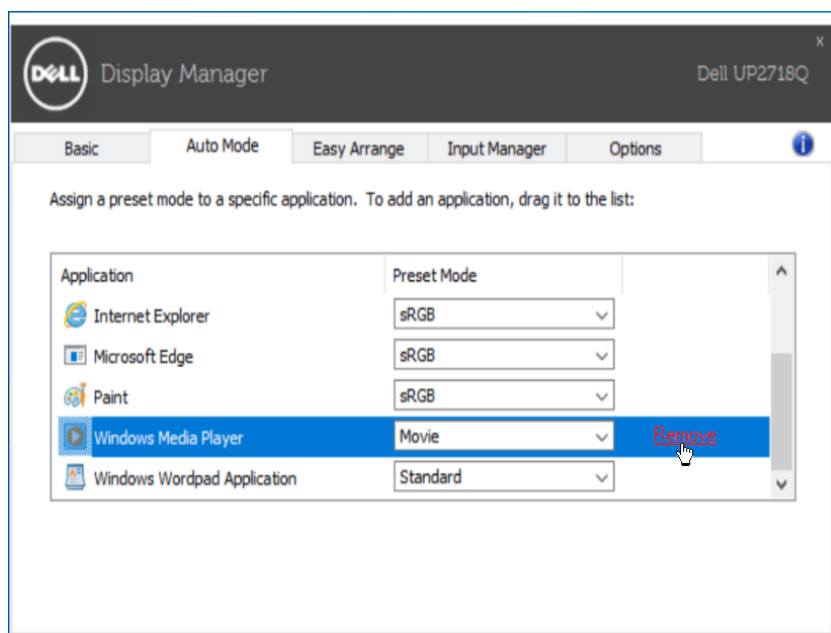 x
DELL Display Manager Dell UP2718Q
Basic Auto Mode Easy Arrange Input Manager Options i
Assign a preset mode to a specific application. To add an application, drag it to the list:
Application Preset Mode
Internet Explorer sRGB
Microsoft Edge sRGB
Paint sRGB
Windows Media Player Movie Remove
Windows Wordpad Application Standard